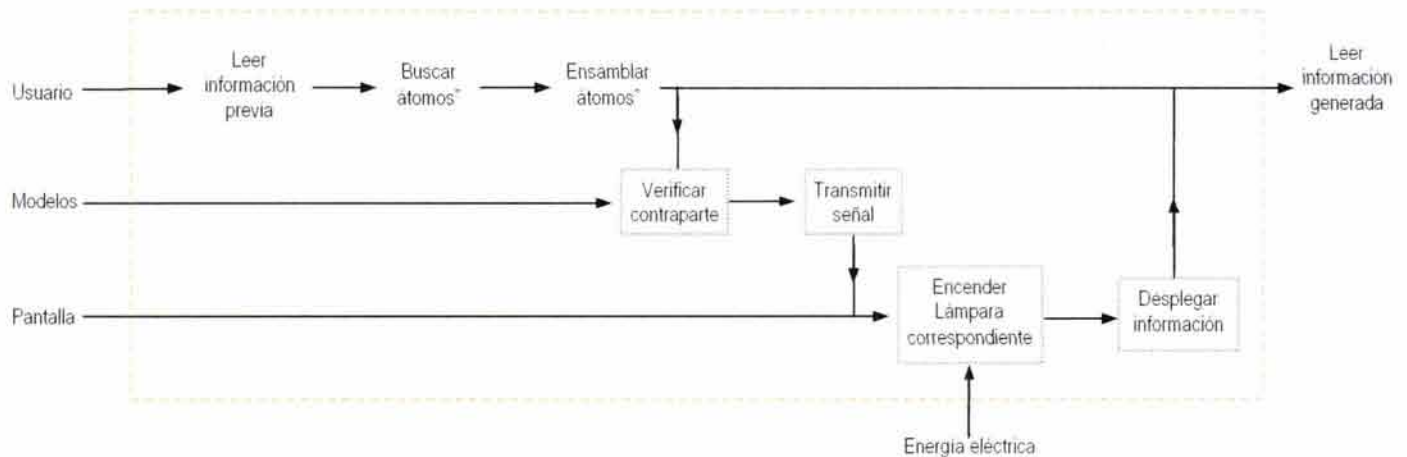 Usuario
Leer
información
previa
Buscar
átomos"
Ensamblar
átomos"
Leer
información
generada
Modelos
Verificar
contraparte
Transmitir
señal
Pantalla
Encender
Lámpara
correspondiente
Desplegar
información
Energía eléctrica